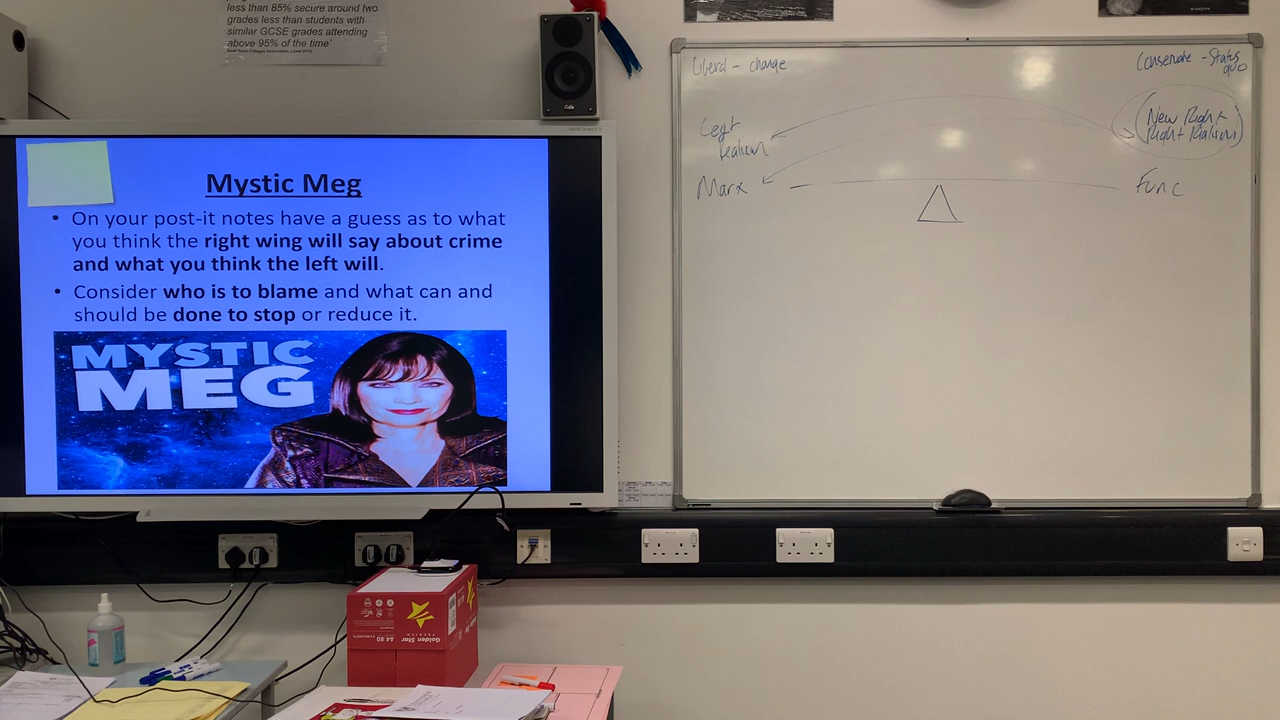 less than 85% secure around two
grades less than students with
similar GCSE grades attending
above 95% of the time'
Mystic Meg
• On your post-it notes have a guess as to what
you think the right wing will say about crime
and what you think the left will.
• Consider who is to blame and what can and
should be done to stop or reduce it.
MYSTIC
MEG
Liberal - change
Conservative - Status
quo
Left
Realism
(New Right +
Right Realism)
Marx
Func
Golden Star
PREMIUM
A4 80